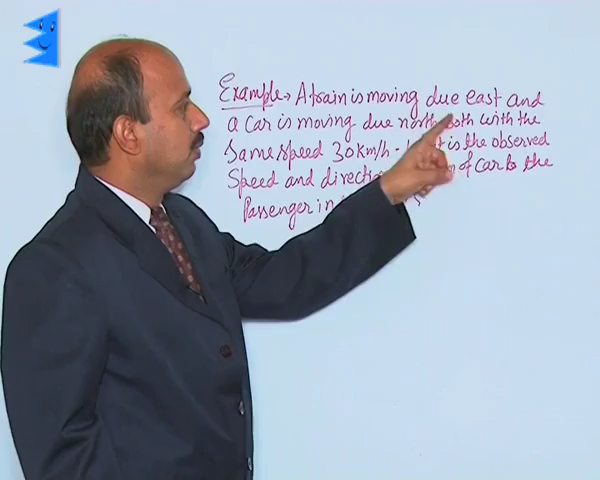 Example → A train is moving due east and
a car is moving due north both with the
Same speed 30km/h - is the observed
Speed and of car to the
Passenger in